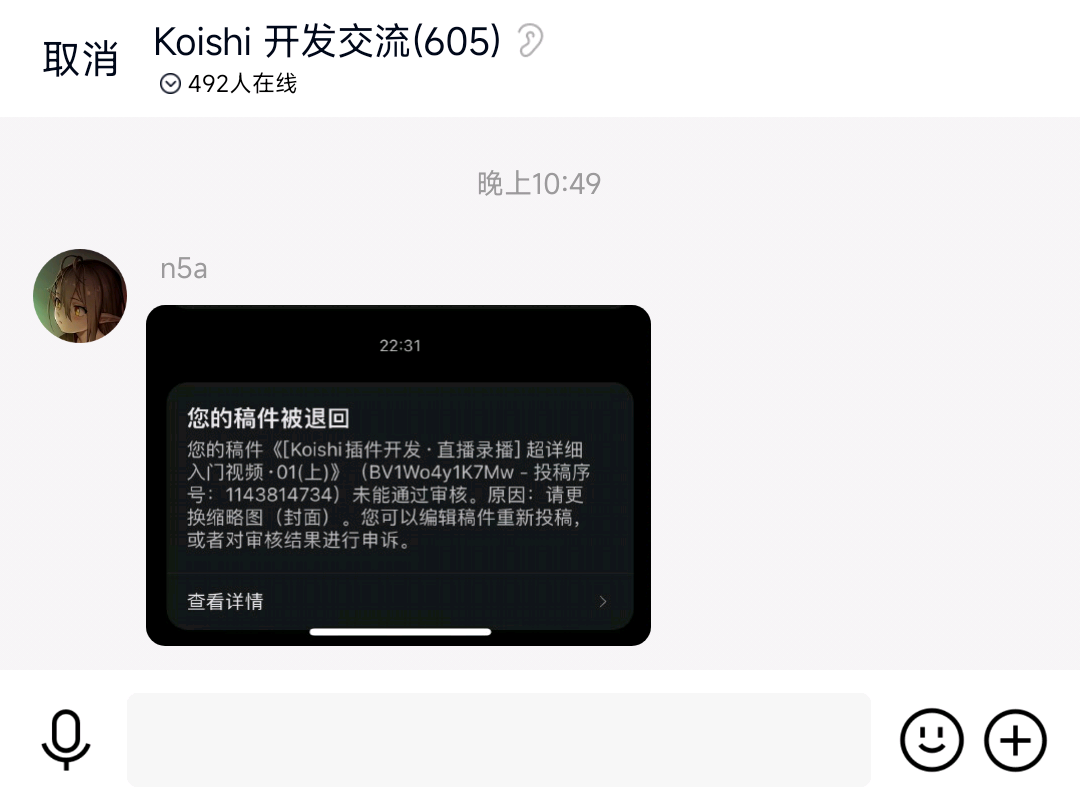 取消
Koishi 开发交流(605)
492人在线
晚上10:49
n5a
22:31
您的稿件被退回
您的稿件《[Koishi插件开发·直播录播] 超详细
入门视频·01(上)》（BV1Wo4y1K7Mw - 投稿序
号：1143814734）未能通过审核。原因：请更
换缩略图（封面）。您可以编辑稿件重新投稿，
或者对审核结果进行申诉。
查看详情